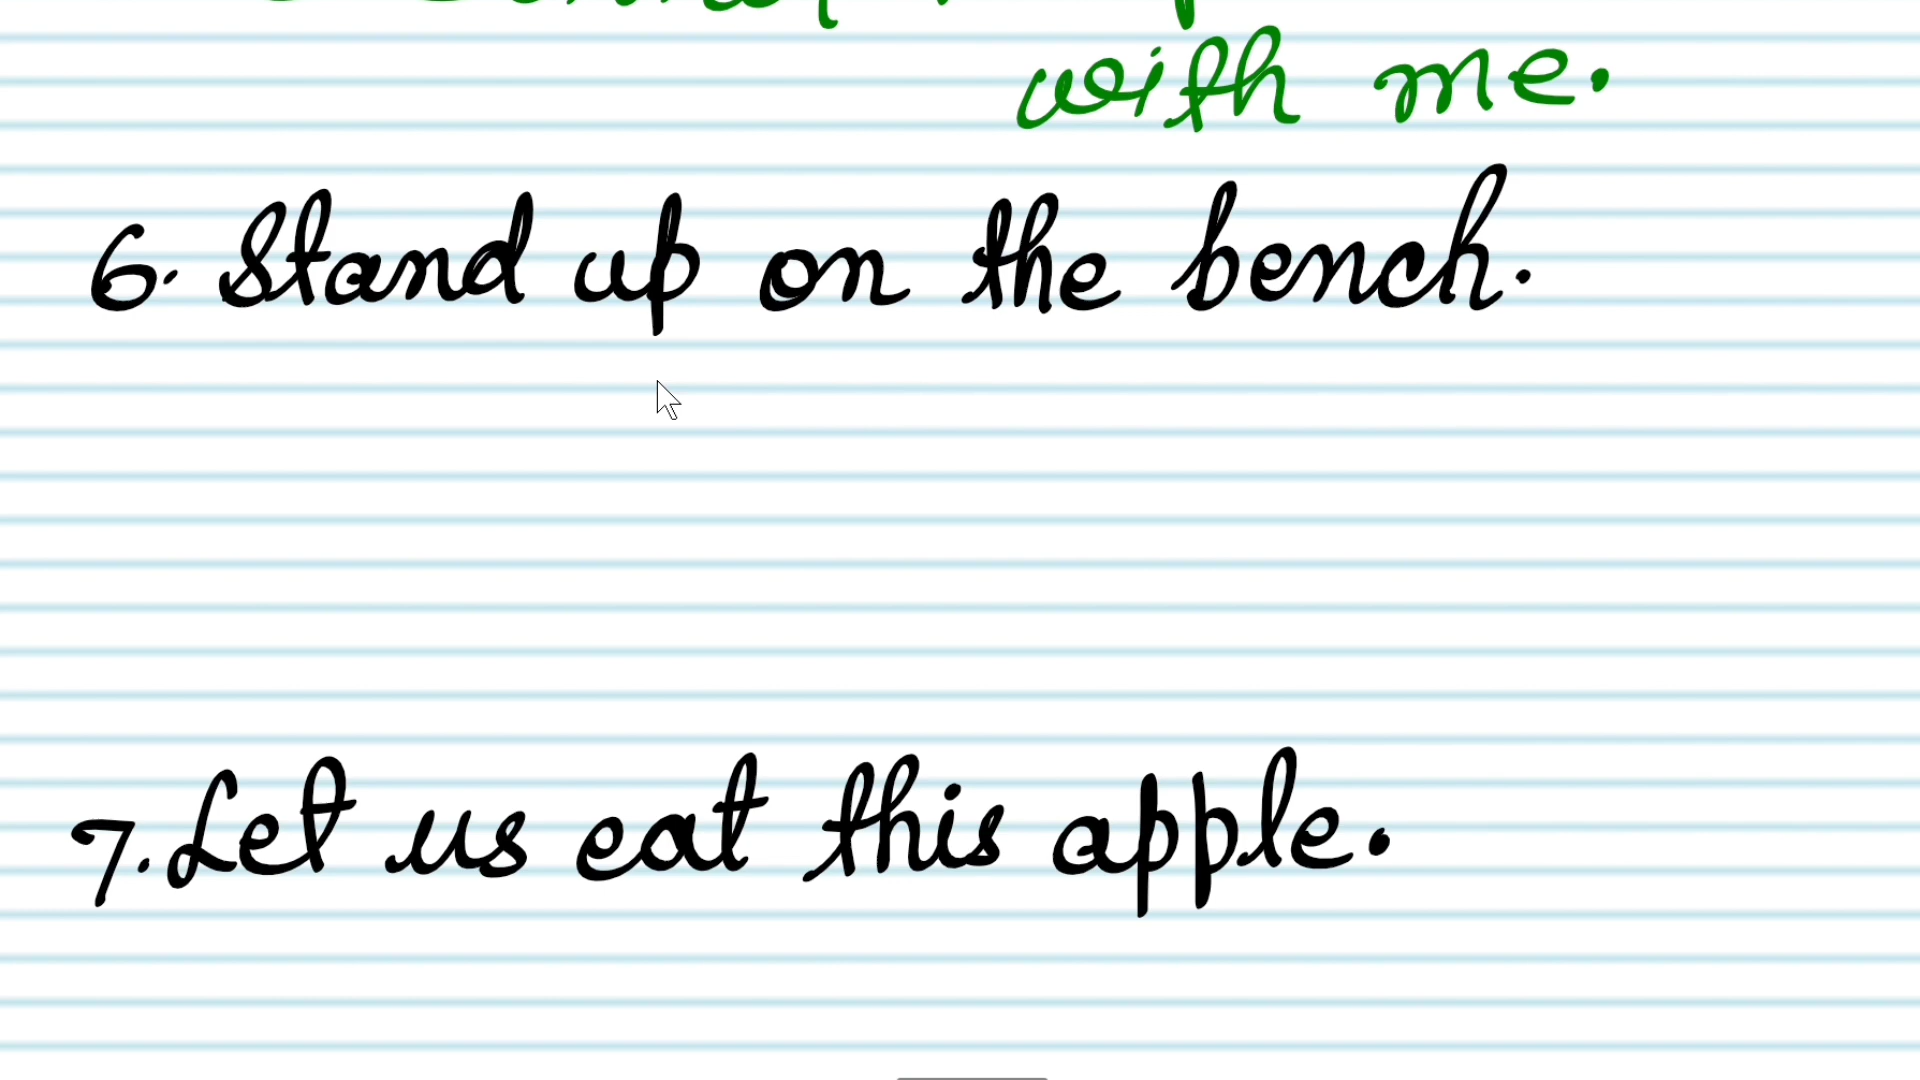 with me.
6. Stand up on the bench.
7. Let us eat this apple.